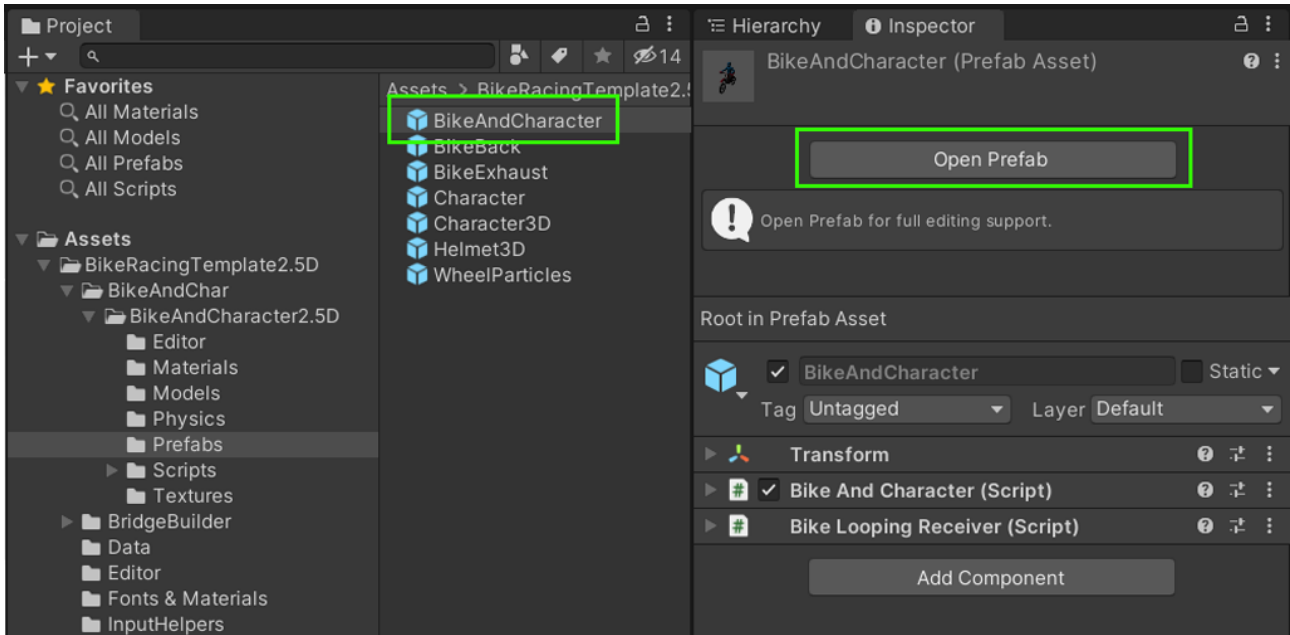 Project
14
Favorites
All Materials
All Models
All Prefabs
All Scripts
Assets
BikeRacingTemplate2.5D
BikeAndChar
BikeAndCharacter2.5D
Editor
Materials
Models
Physics
Prefabs
Scripts
Textures
BridgeBuilder
Data
Editor
Fonts & Materials
InputHelpers
Assets > BikeRacingTemplate2.5
BikeAndCharacter
BikeBack
BikeExhaust
Character
Character3D
Helmet3D
WheelParticles
Hierarchy Inspector
BikeAndCharacter (Prefab Asset)
Open Prefab
Open Prefab for full editing support.
Root in Prefab Asset
BikeAndCharacter Static
Tag Untagged Layer Default
Transform
# Bike And Character (Script)
# Bike Looping Receiver (Script)
Add Component